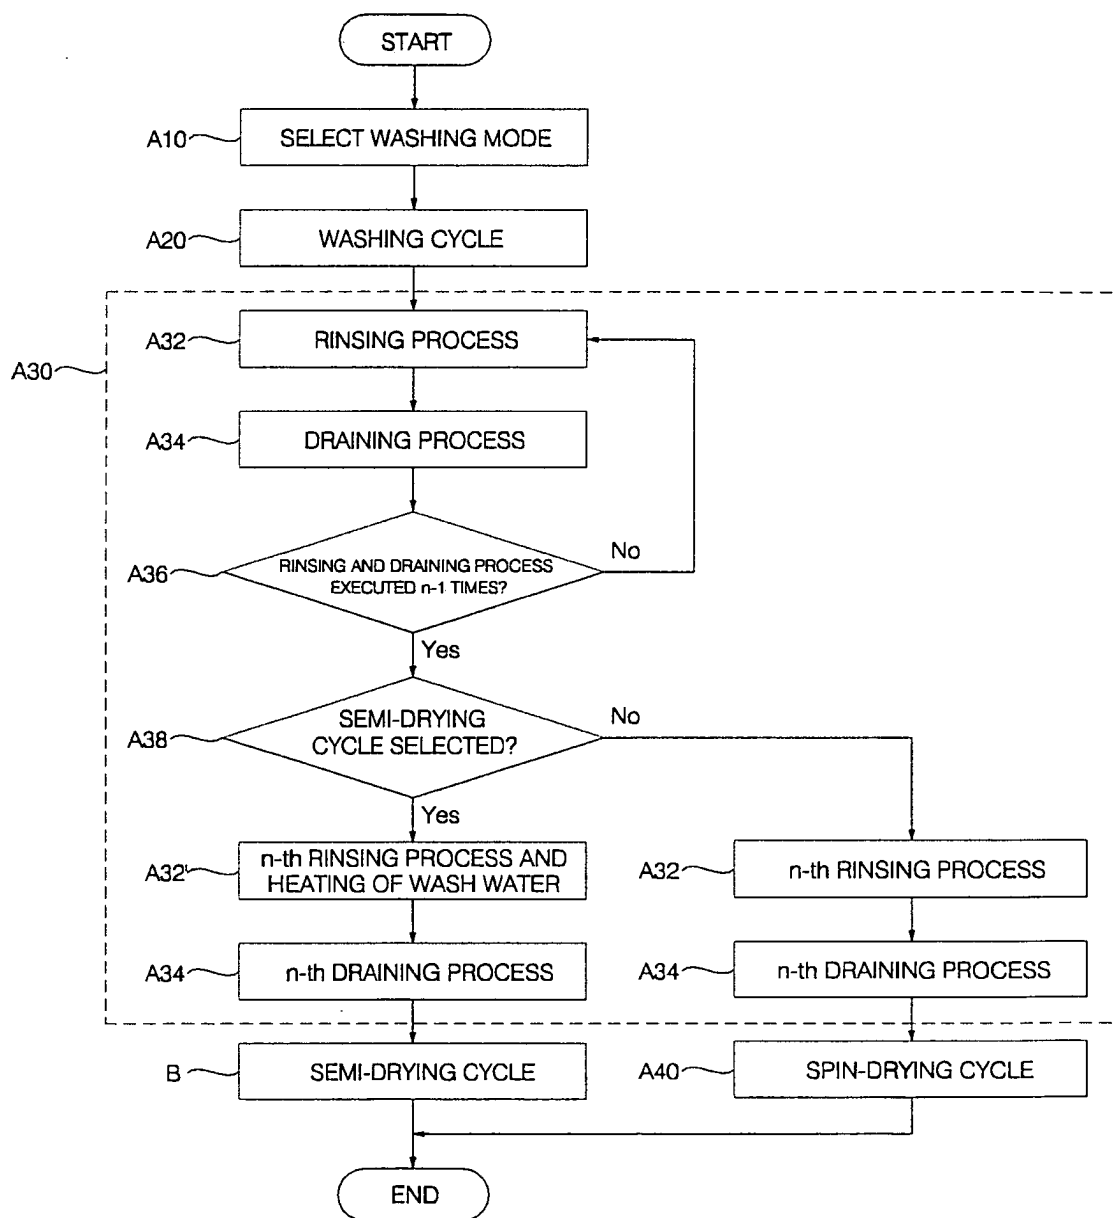 START
A10
SELECT WASHING MODE
A20
WASHING CYCLE
A30
A32
RINSING PROCESS
A34
DRAINING PROCESS
A36
RINSING AND DRAINING PROCESS
EXECUTED n-1 TIMES?
No
Yes
A38
SEMI-DRYING
CYCLE SELECTED?
No
Yes
A32'
n-th RINSING PROCESS AND
HEATING OF WASH WATER
A32
n-th RINSING PROCESS
A34
n-th DRAINING PROCESS
A34
n-th DRAINING PROCESS
B
SEMI-DRYING CYCLE
A40
SPIN-DRYING CYCLE
END